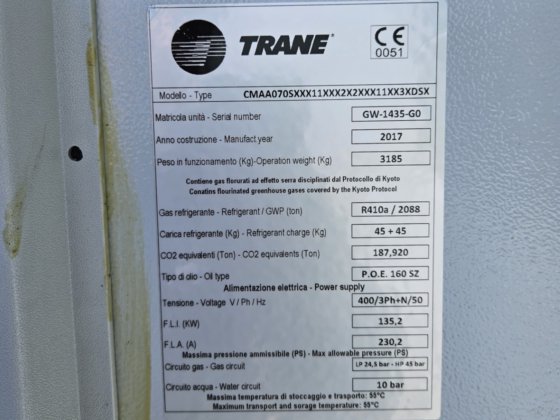 TRANE®
CE
0051
Modello - Type CMAA070SXXX11XXX2X2XXX11XX3XDSX
Matricola unità - Serial number GW-1435-G0
Anno costruzione - Manufact year 2017
Peso in funzionamento (Kg)-Operation weight (Kg) 3185
Contiene gas florurati ad effetto serra disciplinati dal Protocollo di Kyoto
Conatins flourinated greenhouse gases covered by the Kyoto Protocol
Gas refrigerante - Refrigerant / GWP (ton) R410a / 2088
Carica refrigerante (Kg) - Refrigerant charge (Kg) 45 + 45
CO2 equivalenti (Ton) - CO2 equivalents (Ton) 187,920
Tipo di olio - Oil type P.O.E. 160 SZ
Alimentazione elettrica - Power supply
Tensione - Voltage V / Ph / Hz 400/3Ph+N/50
F.L.I. (KW) 135,2
F.L.A. (A) 230,2
Massima pressione ammissibile (PS) - Max allowable pressure (PS)
Circuito gas - Gas circuit LP 24,5 bar - HP 45 bar
Circuito acqua - Water circuit 10 bar
Massima temperatura di stoccaggio e trasporto: 55°C
Maximum transport and sorage temperature: 55°C